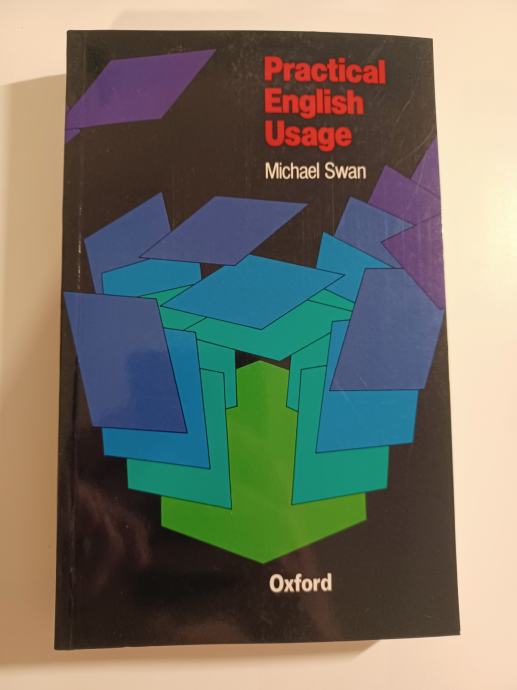 Practical
English
Usage
Michael Swan
Oxford